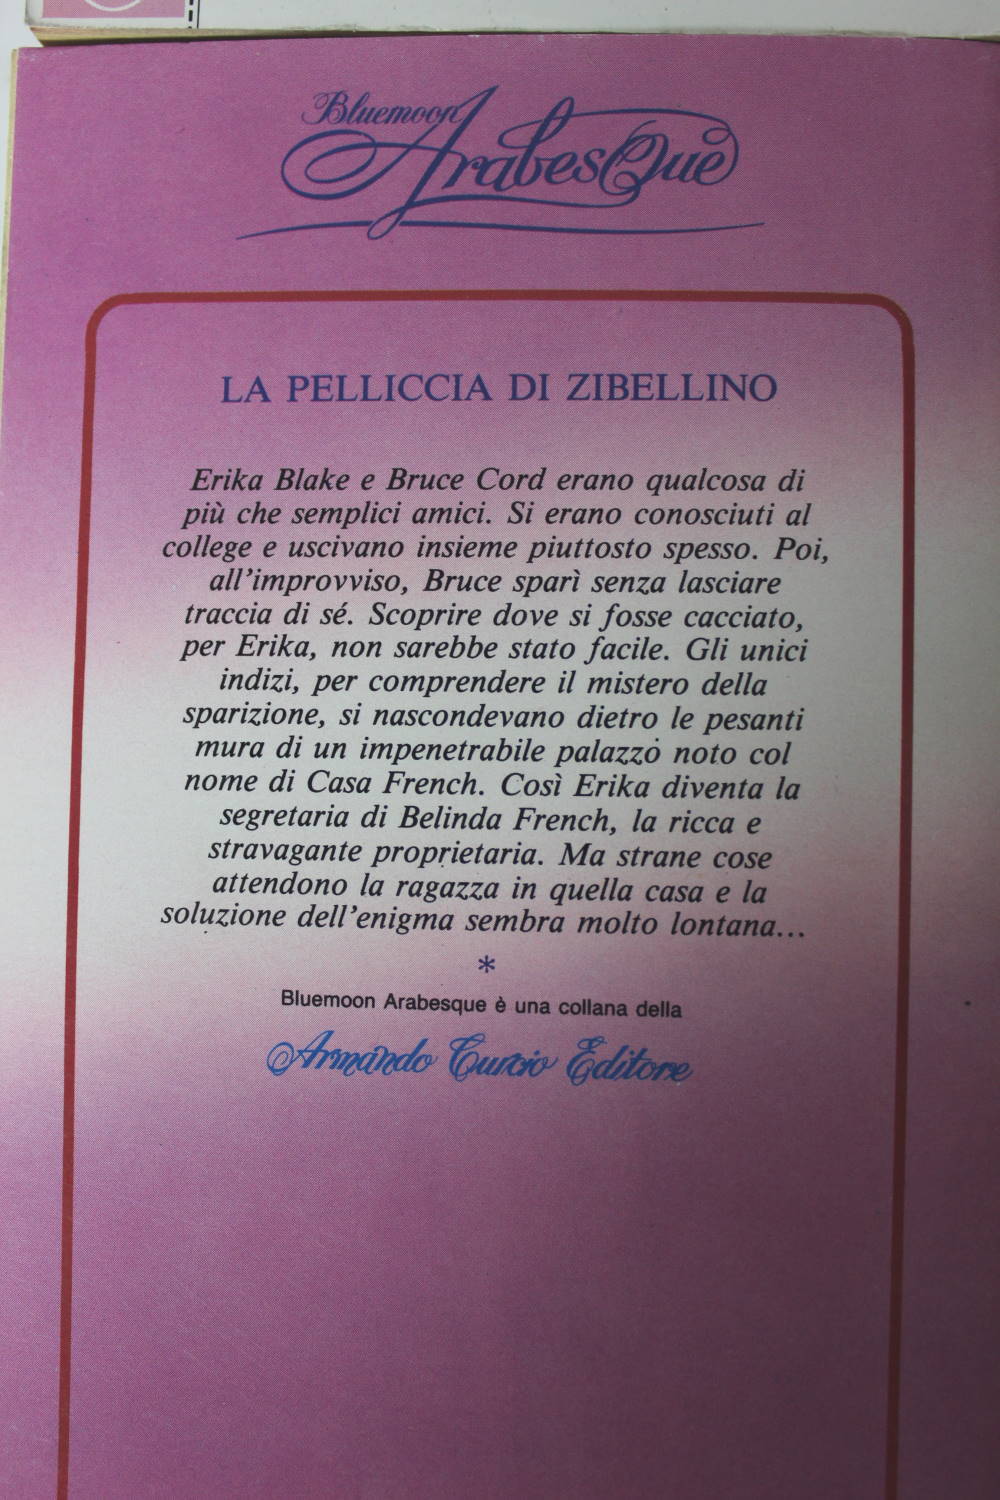 Bluemoon
Arabesque
LA PELLICCIA DI ZIBELLINO
Erika Blake e Bruce Cord erano qualcosa di
più che semplici amici. Si erano conosciuti al
college e uscivano insieme piuttosto spesso. Poi,
all'improvviso, Bruce sparì senza lasciare
traccia di sé. Scoprire dove si fosse cacciato,
per Erika, non sarebbe stato facile. Gli unici
indizi, per comprendere il mistero della
sparizione, si nascondevano dietro le pesanti
mura di un impenetrabile palazzo noto col
nome di Casa French. Così Erika diventa la
segretaria di Belinda French, la ricca e
stravagante proprietaria. Ma strane cose
attendono la ragazza in quella casa e la
soluzione dell'enigma sembra molto lontana...
*
Bluemoon Arabesque è una collana della
Armando Curcio Editore